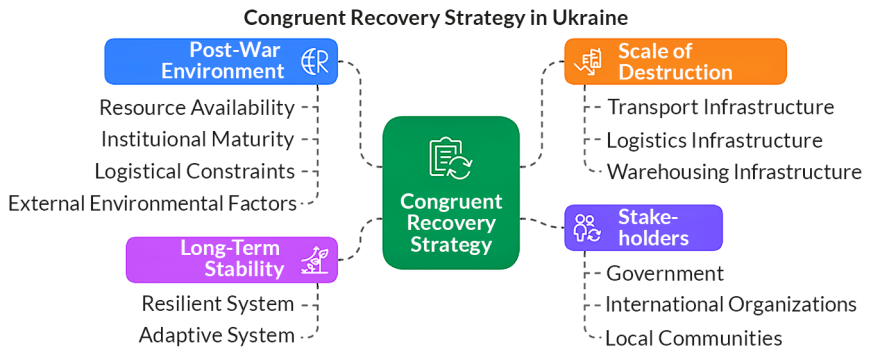 Congruent Recovery Strategy in Ukraine
Post-War
Environment
Resource Availability
Instituional Maturity
Logistical Constraints
External Environmental Factors
Long-Term
Stability
Resilient System
Adaptive System
Congruent
Recovery
Strategy
Scale of
Destruction
Transport Infrastructure
Logistics Infrastructure
Warehousing Infrastructure
Stake-
holders
Government
International Organizations
Local Communities